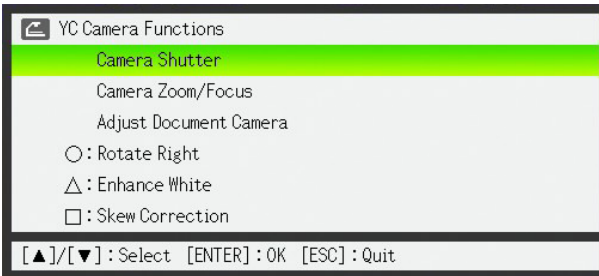 YC Camera Functions
Camera Shutter
Camera Zoom/Focus
Adjust Document Camera
○:Rotate Right
△:Enhance White
□:Skew Correction
[▲]/[▼]:Select [ENTER]:OK [ESC]:Quit